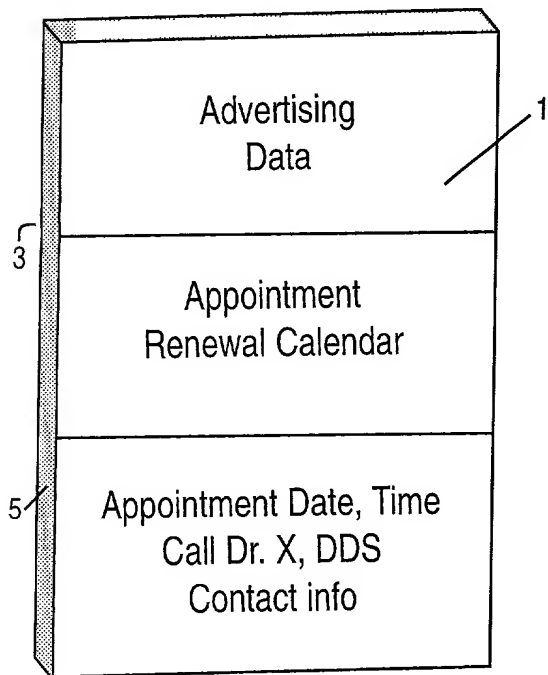 Advertising
Data
1
3
Appointment
Renewal Calendar
5
Appointment Date, Time
Call Dr. X, DDS
Contact info